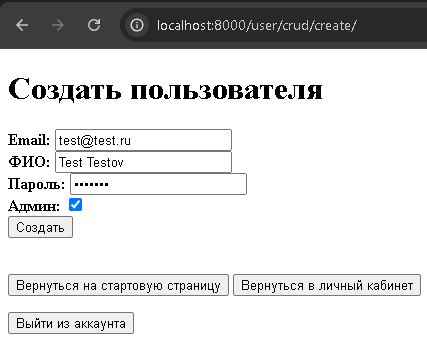 localhost:8000/user/crud/create/
Создать пользователя
Email: test@test.ru
ФИО: Test Testov
Пароль: •••••••
Админ:
Создать
Вернуться на стартовую страницу Вернуться в личный кабинет
Выйти из аккаунта